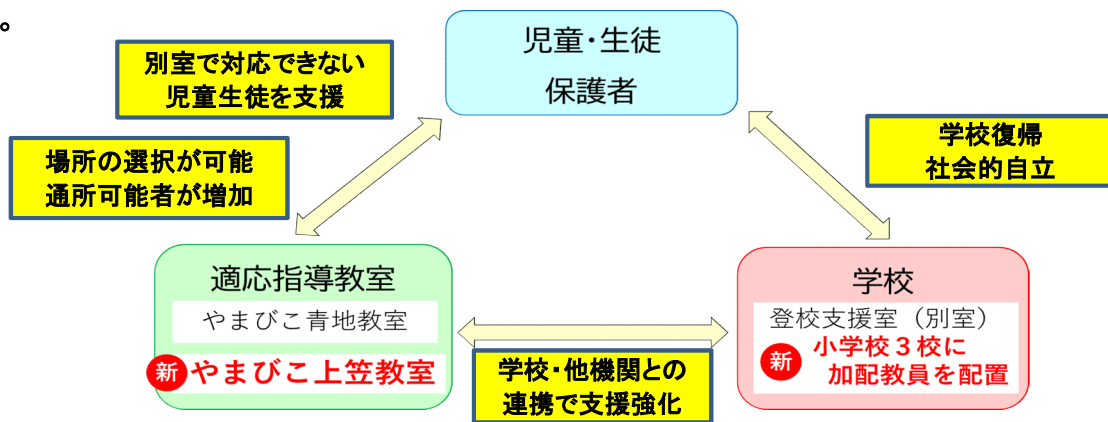 。
児童・生徒
保護者
別室で対応できない
児童生徒を支援
場所の選択が可能
通所可能者が増加
学校復帰
社会的自立
適応指導教室
やまびこ青地教室
新 やまびこ上笠教室
学校
登校支援室（別室）
新 小学校３校に
加配教員を配置
学校・他機関との
連携で支援強化